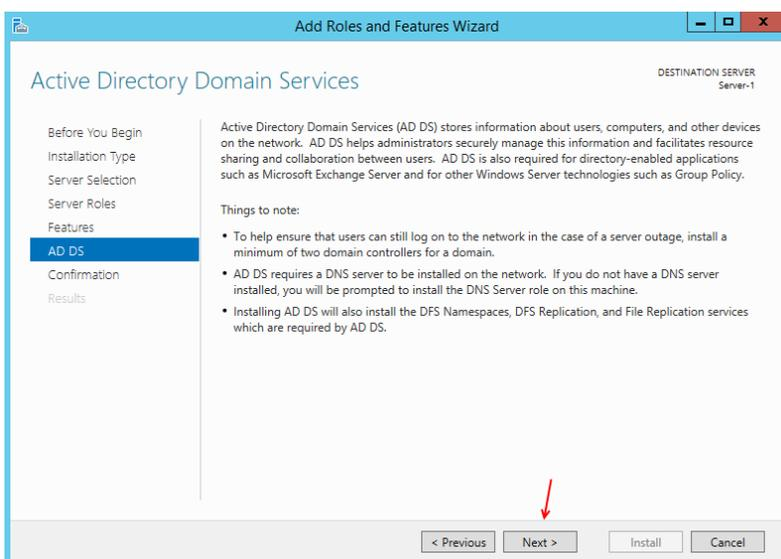 Add Roles and Features Wizard
Active Directory Domain Services
DESTINATION SERVER
Server-1
Before You Begin
Installation Type
Server Selection
Server Roles
Features
AD DS
Confirmation
Results
Active Directory Domain Services (AD DS) stores information about users, computers, and other devices
on the network. AD DS helps administrators securely manage this information and facilitates resource
sharing and collaboration between users. AD DS is also required for directory-enabled applications
such as Microsoft Exchange Server and for other Windows Server technologies such as Group Policy.
Things to note:
• To help ensure that users can still log on to the network in the case of a server outage, install a
minimum of two domain controllers for a domain.
• AD DS requires a DNS server to be installed on the network. If you do not have a DNS server
installed, you will be prompted to install the DNS Server role on this machine.
• Installing AD DS will also install the DFS Namespaces, DFS Replication, and File Replication services
which are required by AD DS.
< Previous
Next >
Install
Cancel